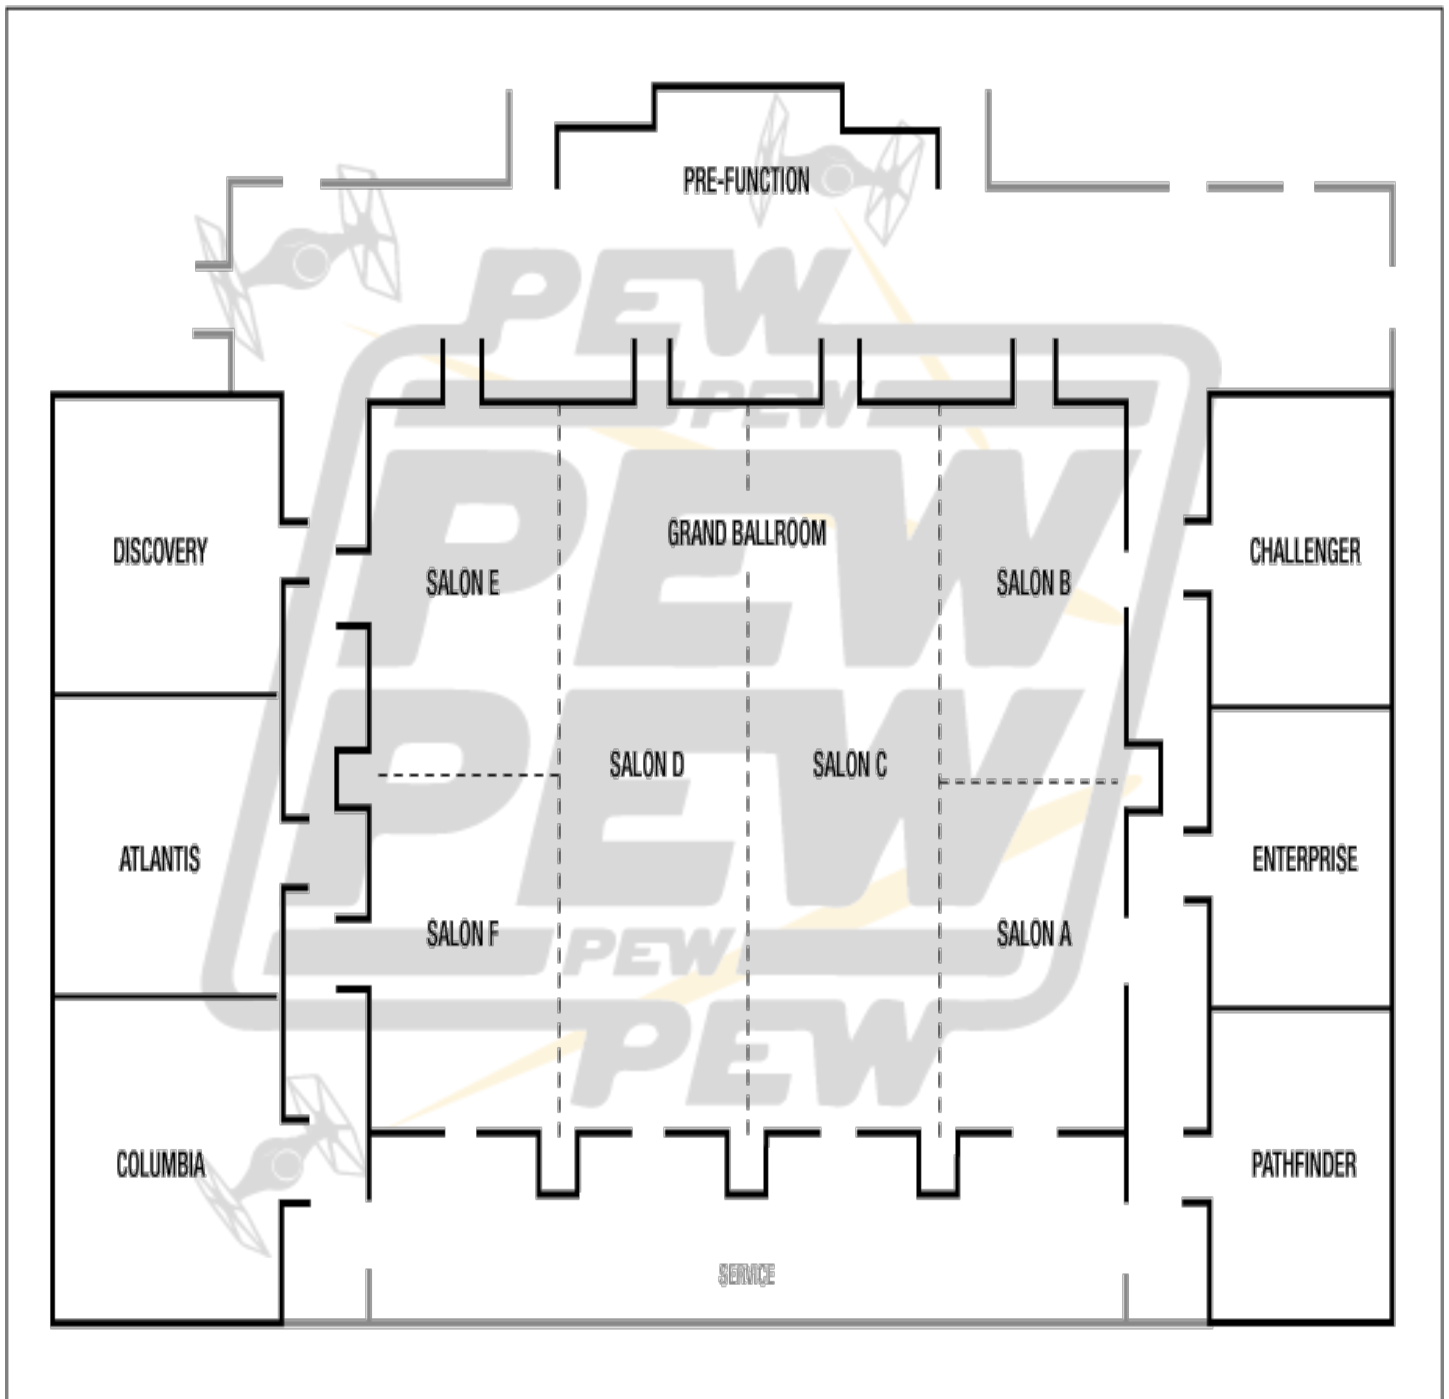 PRE-FUNCTION
PEW
PEW
PEW
GRAND BALLROOM
DISCOVERY
CHALLENGER
SALON E
SALON B
PEW
SALON D
SALON C
ATLANTIS
ENTERPRISE
SALON F
SALON A
PEW
PEW
COLUMBIA
PATHFINDER
SERVICE